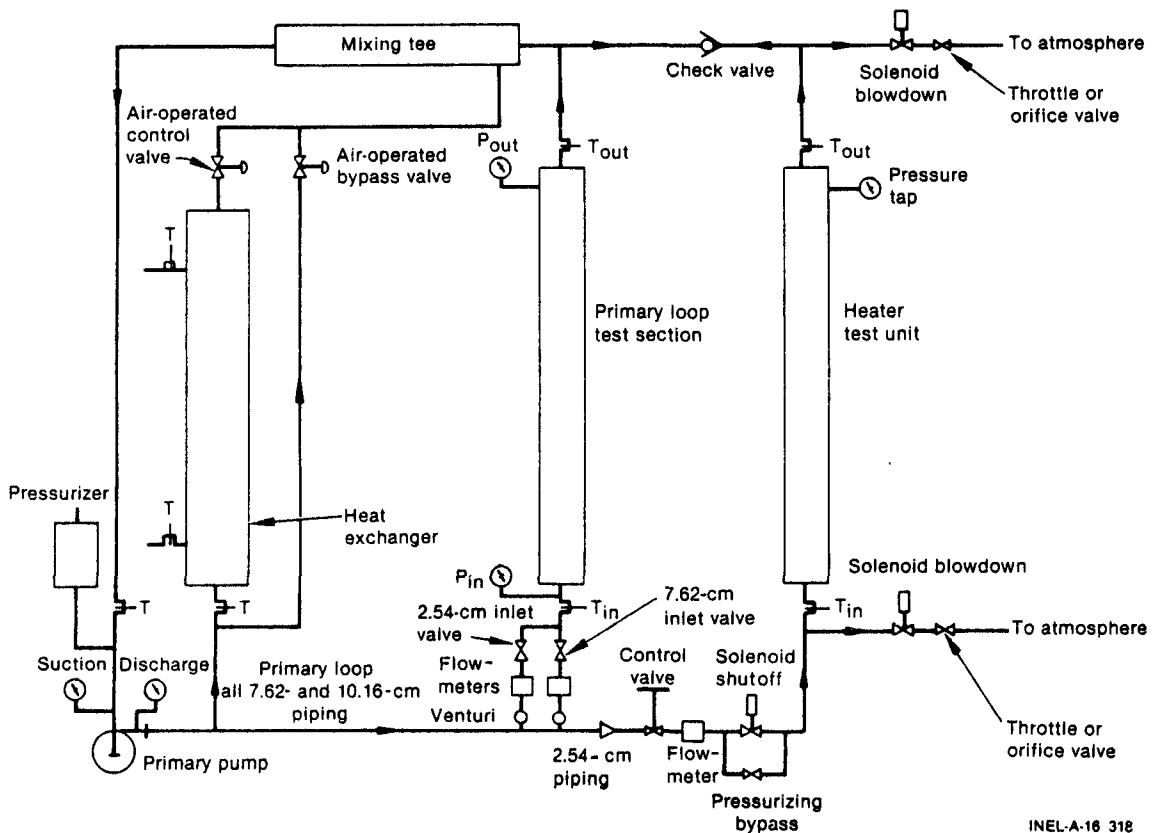 Mixing tee
To atmosphere
Check valve
Solenoid
blowdown
Throttle or
orifice valve
Air-operated
control
valve
Air-operated
bypass valve
Pout
Tout
Tout
Pressure
tap
T
Primary loop
test section
Heater
test unit
Pressurizer
T
Heat
exchanger
Solenoid blowdown
Pin
7.62-cm
inlet valve
T
T
2.54-cm inlet
valve
Tin
Tin
To atmosphere
Suction
Discharge
Primary loop
all 7.62- and 10.16-cm
piping
Flow-
meters
Venturi
Control
valve
Solenoid
shutoff
Throttle or
orifice valve
Primary pump
2.54- cm
piping
Flow-
meter
Pressurizing
bypass
INEL-A-16 318